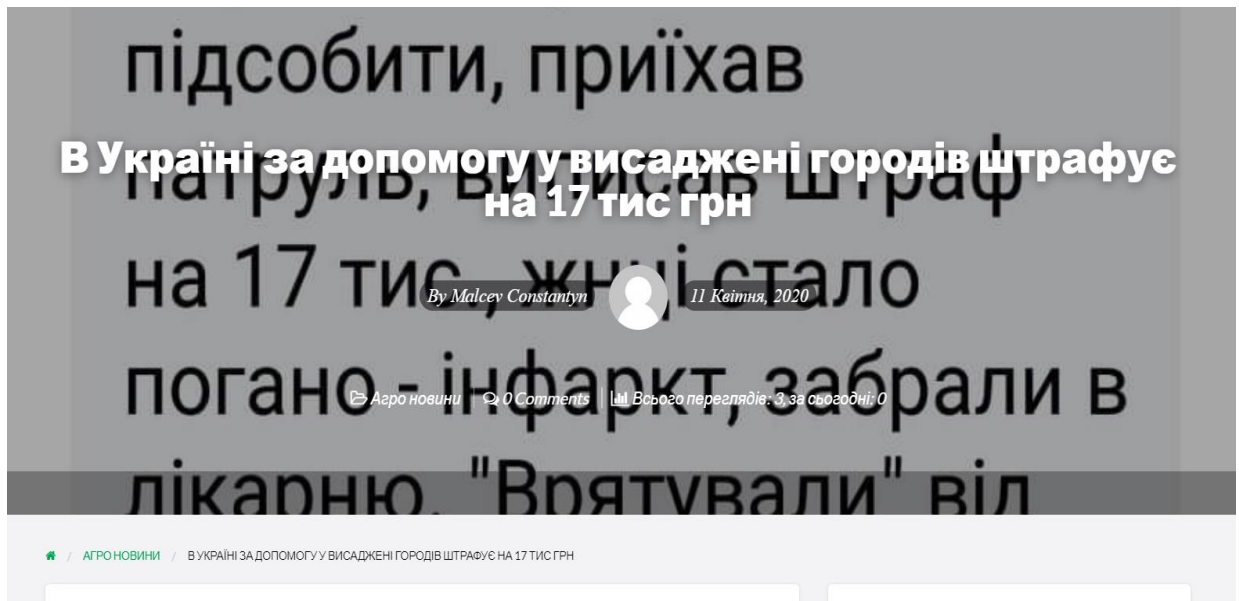 підсобити, приїхав
В Україні за допомогу у висаджені городів штрафує
патруль, виписав штраф
на 17 тис грн
на 17 тис., жнці стало
By Malcev Constantyn
11 Квітня, 2020
погано - інфаркт, забрали в
Агро новини
0 Comments
Всього переглядів: 3, за сьогодні: 0
лікарню. "Врятували" від
/ АГРО НОВИНИ / В УКРАЇНІ ЗА ДОПОМОГУ У ВИСАДЖЕНІ ГОРОДІВ ШТРАФУЄ НА 17 ТИС ГРН